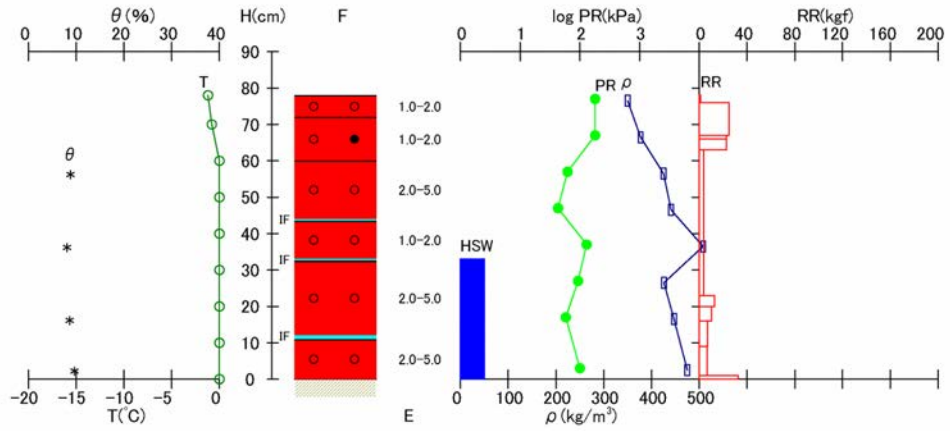 θ(%) H(cm) F log PR(kPa) RR(kgf)
0 10 20 30 40 0 1 2 3 0 40 80 120 160 200
90
80
T PR ρ RR
1.0-2.0
70
1.0-2.0
θ
60
2.0-5.0
50
IF
40
1.0-2.0
HSW
30
2.0-5.0
20
IF
10
2.0-5.0
0
-20 -15 -10 -5 0 0 100 200 300 400 500
T(°C) E ρ(kg/m³)